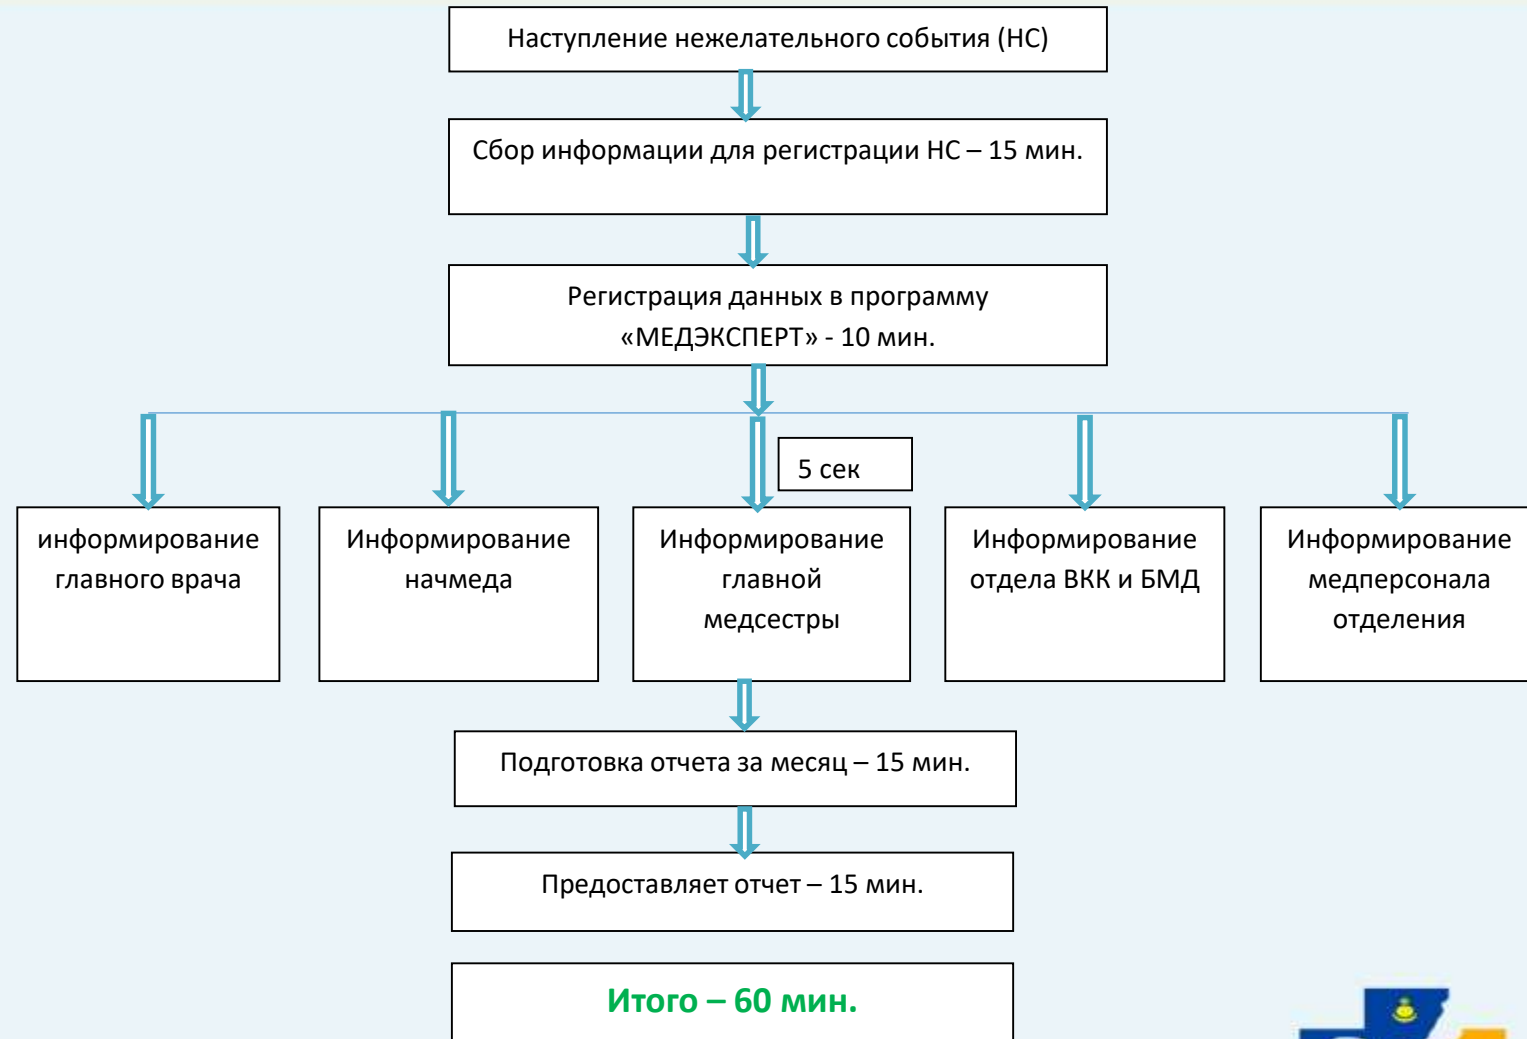 Наступление нежелательного события (НС)
Сбор информации для регистрации НС – 15 мин.
Регистрация данных в программу
«МЕДЭКСПЕРТ» - 10 мин.
5 сек
информирование
главного врача
Информирование
начмеда
Информирование
главной
медсестры
Информирование
отдела ВКК и БМД
Информирование
медперсонала
отделения
Подготовка отчета за месяц – 15 мин.
Предоставляет отчет – 15 мин.
Итого – 60 мин.